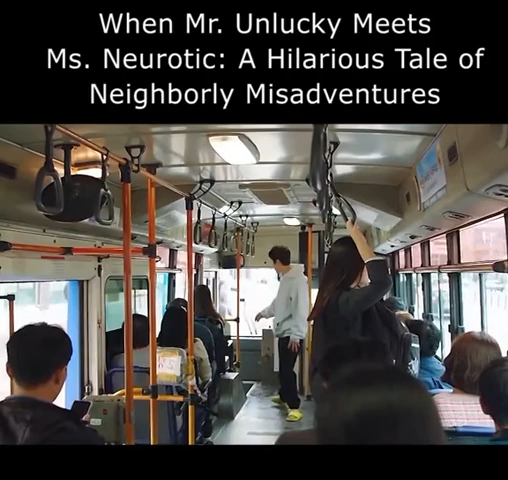 When Mr. Unlucky Meets
Ms. Neurotic: A Hilarious Tale of
Neighborly Misadventures